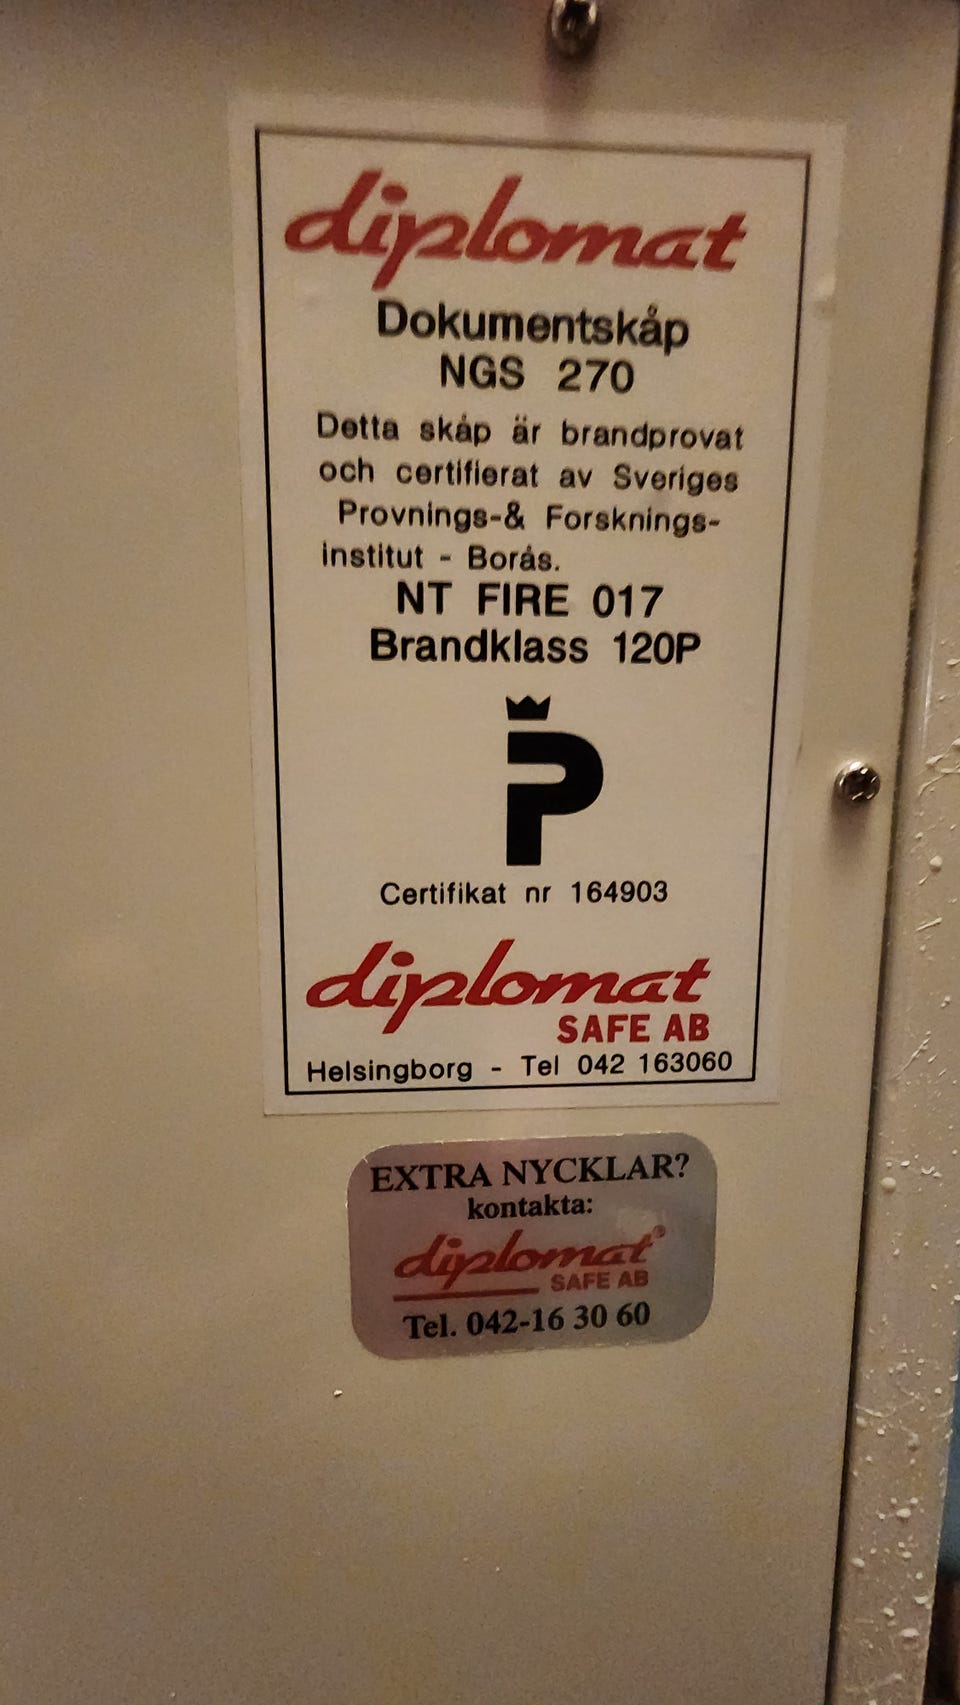 diplomat
Dokumentskåp
NGS 270
Detta skåp är brandprovat
och certifierat av Sveriges
Provnings-& Forsknings-
institut - Borås.
NT FIRE 017
Brandklass 120P
P
Certifikat nr 164903
diplomat
SAFE AB
Helsingborg - Tel 042 163060
EXTRA NYCKLAR?
kontakta:
diplomat®
SAFE AB
Tel. 042-16 30 60